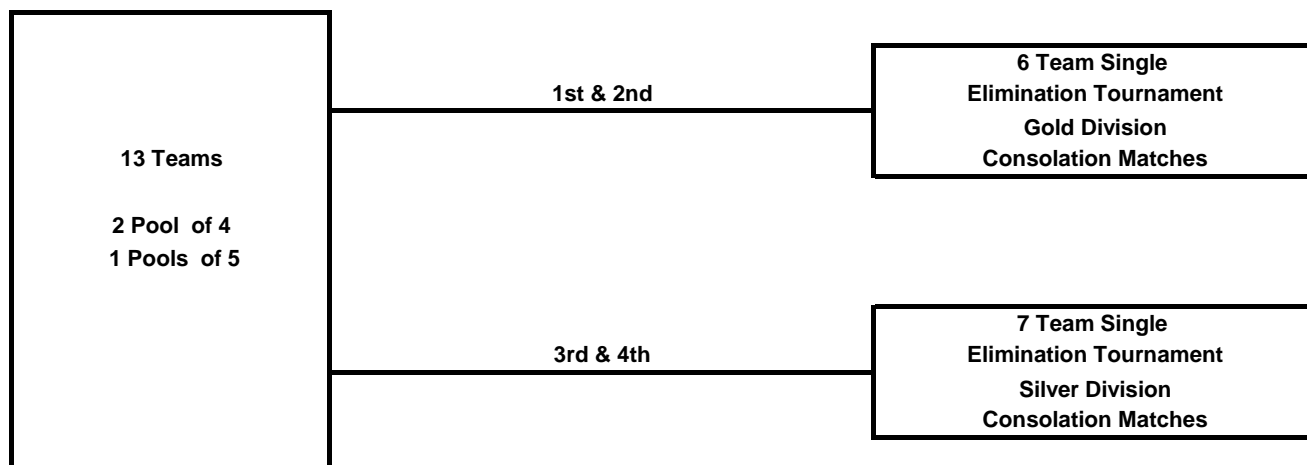 13 Teams
2 Pool of 4
1 Pools of 5
1st & 2nd
6 Team Single
Elimination Tournament
Gold Division
Consolation Matches
3rd & 4th
7 Team Single
Elimination Tournament
Silver Division
Consolation Matches